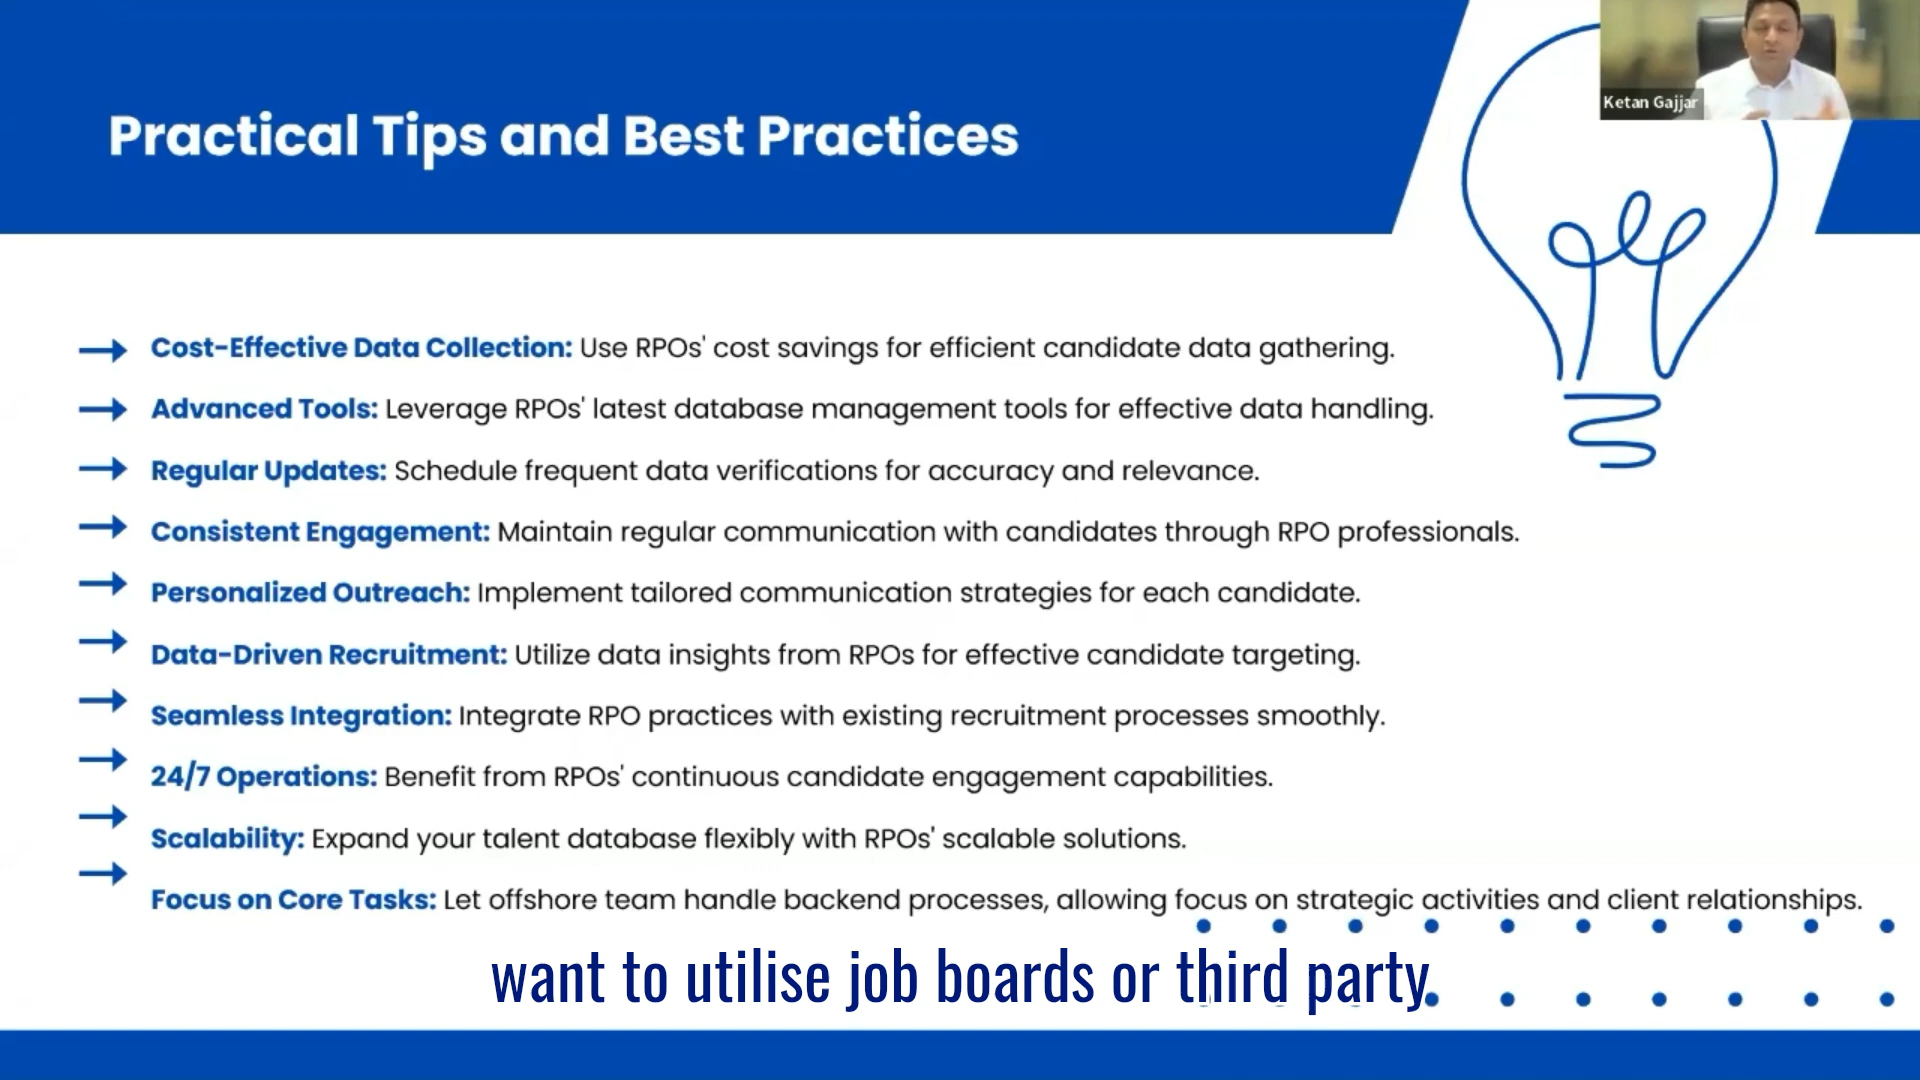 Ketan Gajjar
Practical Tips and Best Practices
Cost-Effective Data Collection: Use RPOs' cost savings for efficient candidate data gathering.
Advanced Tools: Leverage RPOs' latest database management tools for effective data handling.
Regular Updates: Schedule frequent data verifications for accuracy and relevance.
Consistent Engagement: Maintain regular communication with candidates through RPO professionals.
Personalized Outreach: Implement tailored communication strategies for each candidate.
Data-Driven Recruitment: Utilize data insights from RPOs for effective candidate targeting.
Seamless Integration: Integrate RPO practices with existing recruitment processes smoothly.
24/7 Operations: Benefit from RPOs' continuous candidate engagement capabilities.
Scalability: Expand your talent database flexibly with RPOs' scalable solutions.
Focus on Core Tasks: Let offshore team handle backend processes, allowing focus on strategic activities and client relationships.
want to utilise job boards or third party